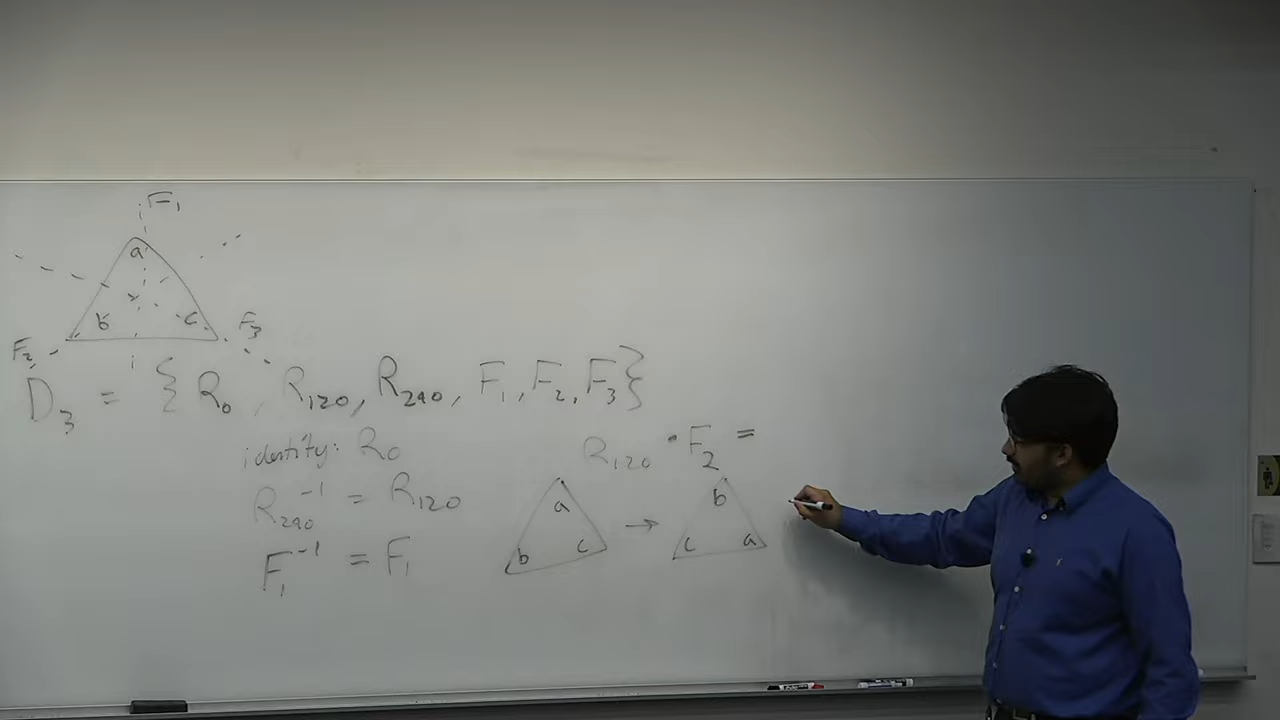 F₁
a
b c
F₂ F₃
D₃ = { R₀, R₁₂₀, R₂₄₀, F₁, F₂, F₃ }
identity: R₀
R₂₄₀⁻¹ = R₁₂₀
F₁⁻¹ = F₁
R₁₂₀ · F₂ =
a → b
b c c a